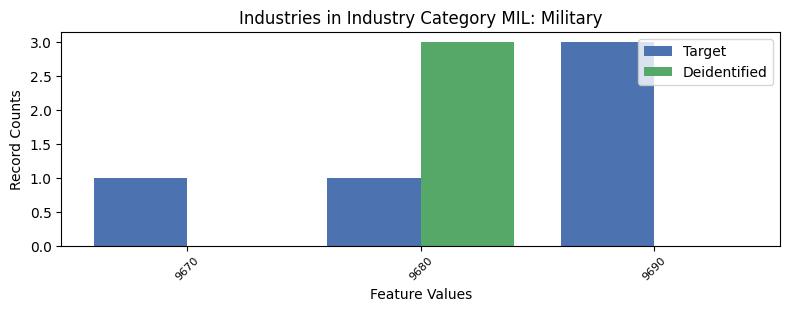 Industries in Industry Category MIL: Military
Target
Deidentified
Record Counts
3.0
2.5
2.0
1.5
1.0
0.5
0.0
9670
9680
9690
Feature Values